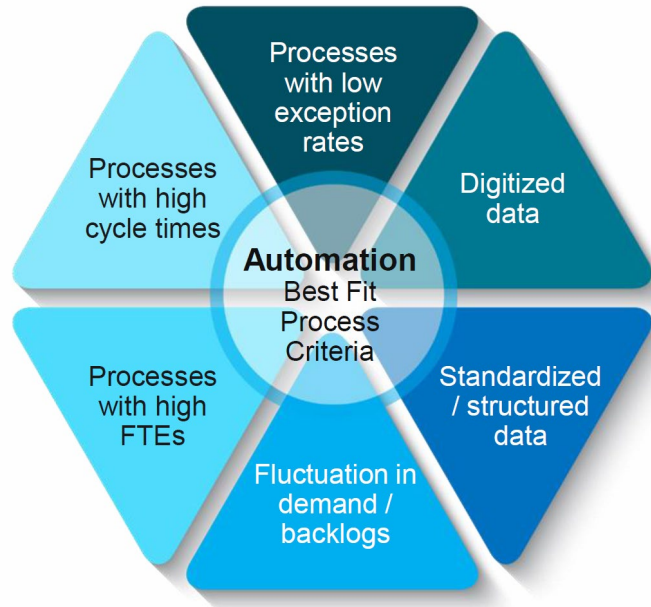 Processes
with low
exception
rates
Digitized
data
Standardized
/ structured
data
Fluctuation in
demand /
backlogs
Processes
with high
FTEs
Processes
with high
cycle times
Automation
Best Fit
Process
Criteria